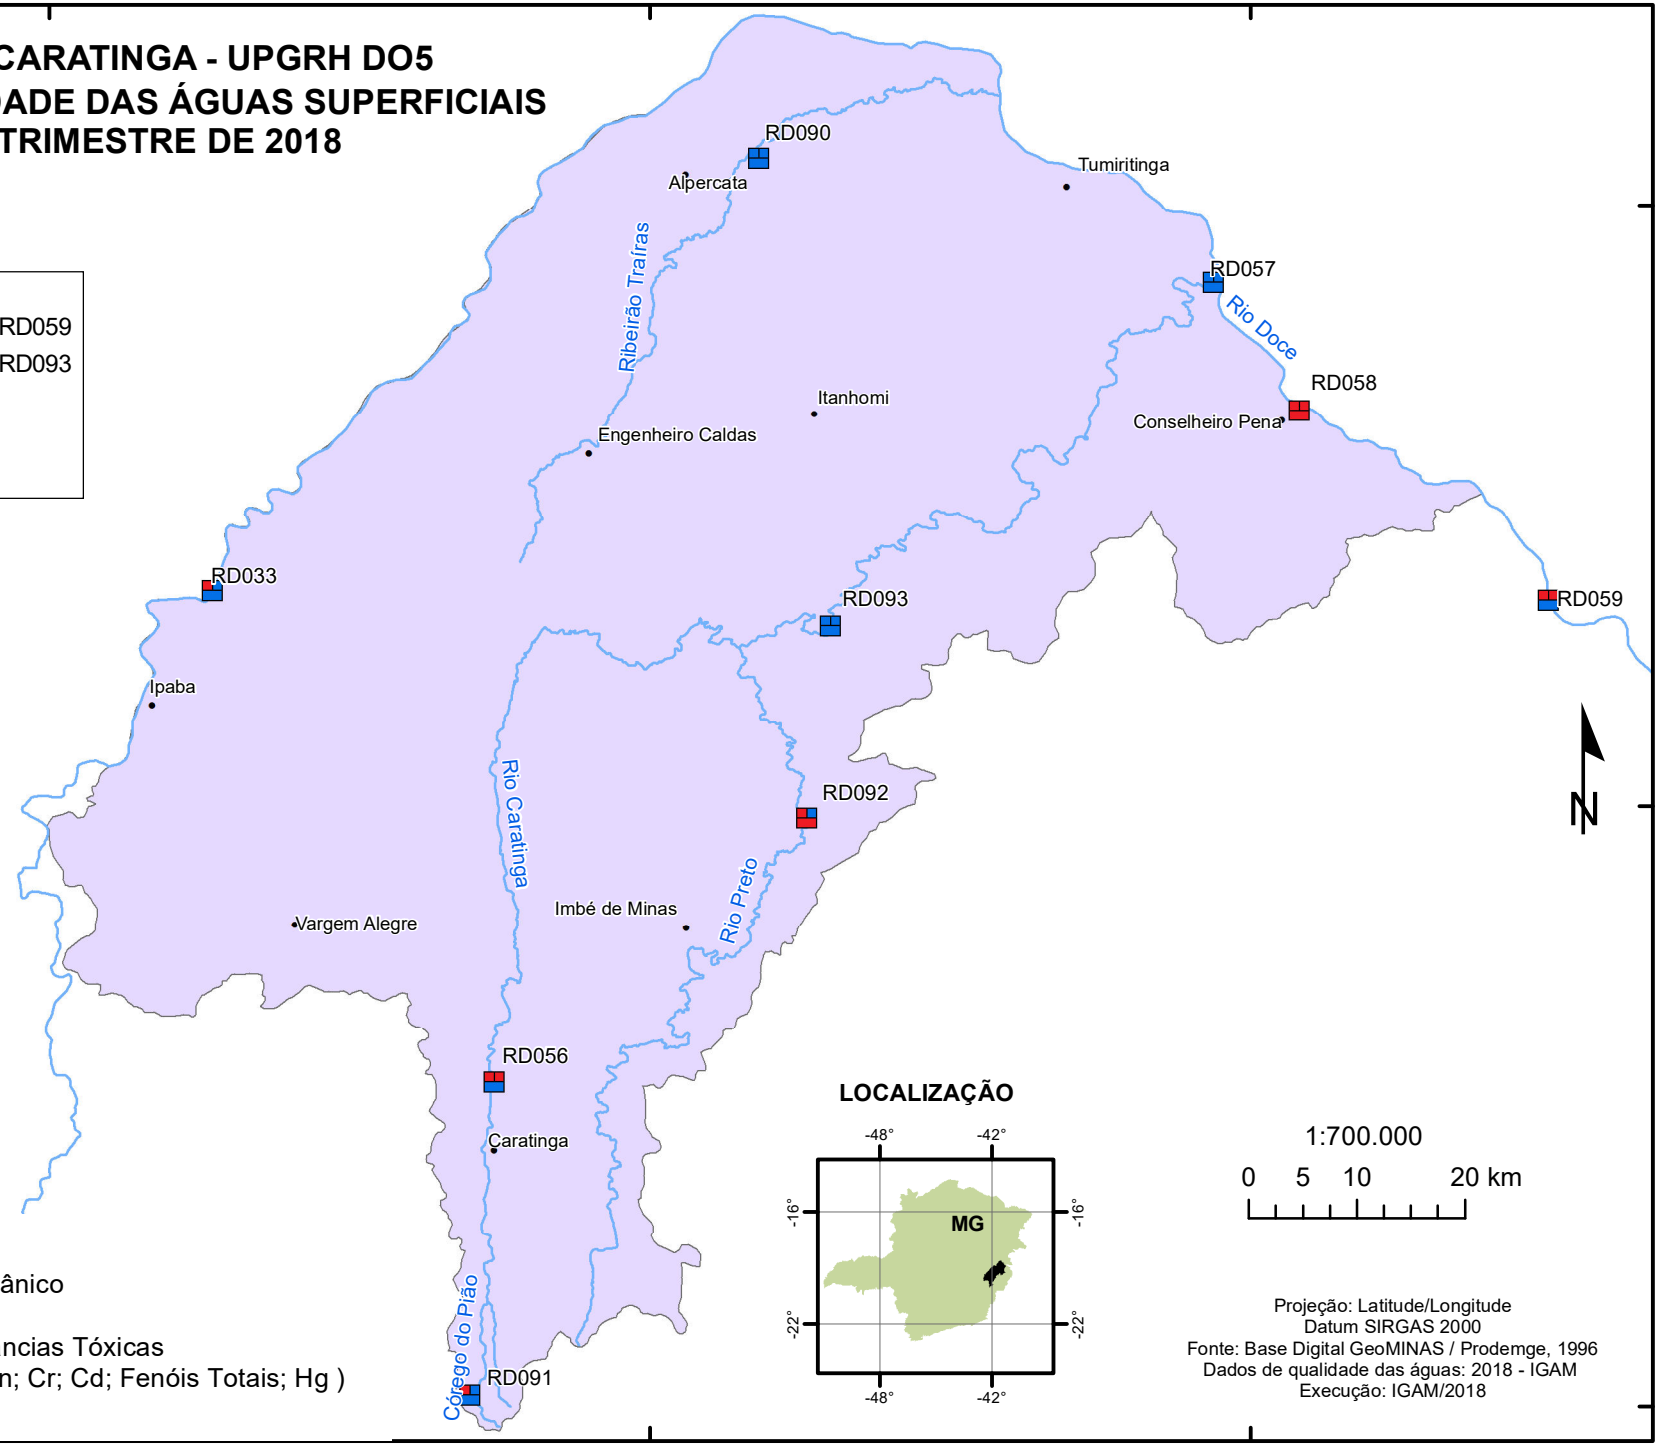 CARATINGA - UPGRH DO5
DADE DAS ÁGUAS SUPERFICIAIS
TRIMESTRE DE 2018
RD059
RD093
RD090
Alpercata
Tumiritinga
Ribeirão Traíras
RD057
Rio Doce
RD058
Conselheiro Pena
Itanhomi
Engenheiro Caldas
RD033
RD093
RD059
Ipaba
Rio Caratinga
RD092
N
Rio Preto
Imbé de Minas
Vargem Alegre
RD056
Caratinga
Córrego do Pião
RD091
LOCALIZAÇÃO
-48° -42°
-16° -16°
MG
-22° -22°
-48° -42°
1:700.000
0 5 10 20 km
Projeção: Latitude/Longitude
Datum SIRGAS 2000
Fonte: Base Digital GeoMINAS / Prodemge, 1996
Dados de qualidade das águas: 2018 - IGAM
Execução: IGAM/2018
ânico
ncias Tóxicas
n; Cr; Cd; Fenóis Totais; Hg )